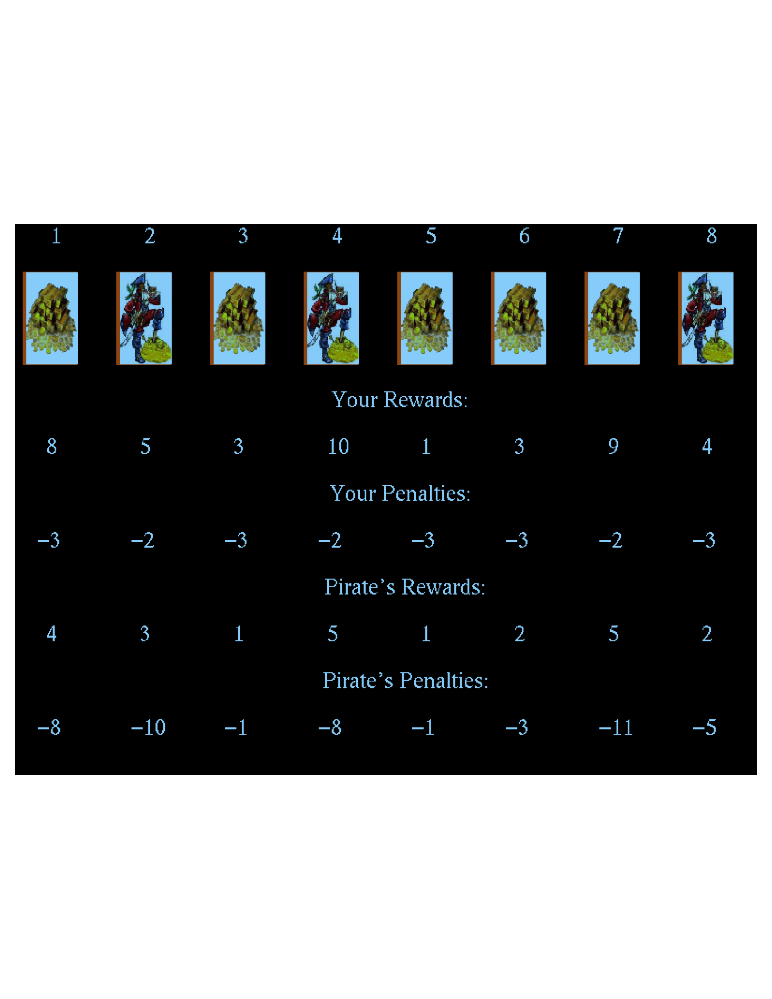 1 2 3 4 5 6 7 8
Your Rewards:
8 5 3 10 1 3 9 4
Your Penalties:
−3 −2 −3 −2 −3 −3 −2 −3
Pirate’s Rewards:
4 3 1 5 1 2 5 2
Pirate’s Penalties:
−8 −10 −1 −8 −1 −3 −11 −5